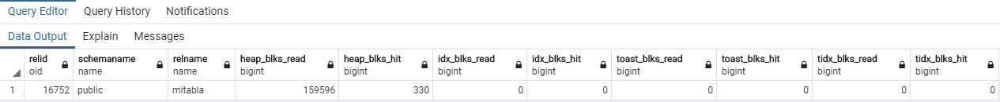 Query Editor Query History Notifications
Data Output Explain Messages
relid schemaname relname heap_blks_read heap_blks_hit idx_blks_read idx_blks_hit toast_blks_read toast_blks_hit tidx_blks_read tidx_blks_hit
oid name name bigint bigint bigint bigint bigint bigint bigint bigint
1 16752 public mitabla 159596 330 0 0 0 0 0 0